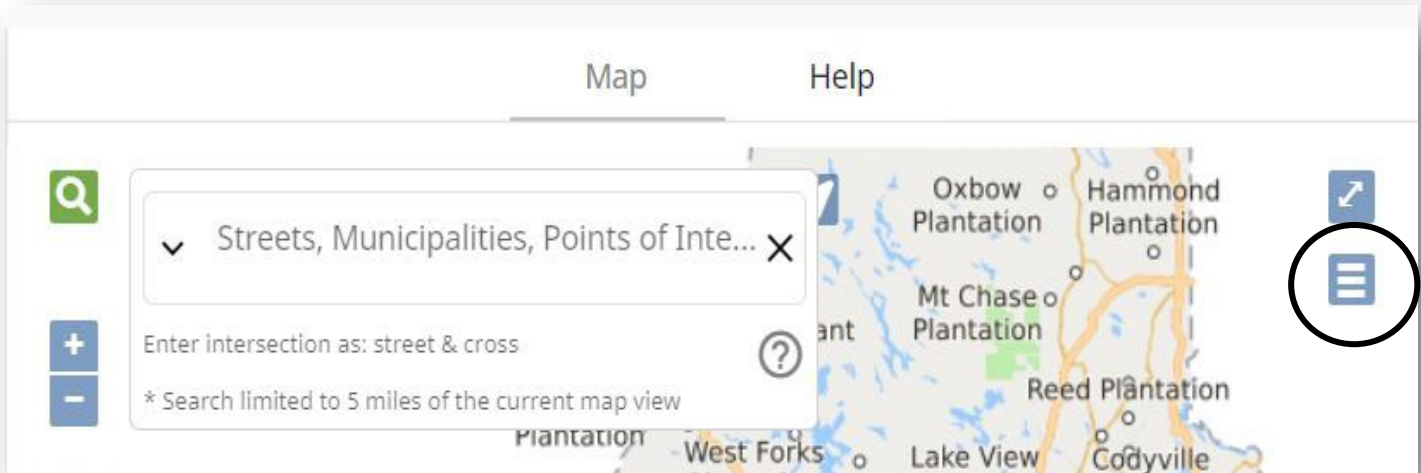 Map
Help
Streets, Municipalities, Points of Inte...
Enter intersection as: street & cross
* Search limited to 5 miles of the current map view
Oxbow
Plantation
Hammond
Plantation
Mt Chase
Plantation
ant
Reed Plantation
Plantation
West Forks
Lake View
Codyville